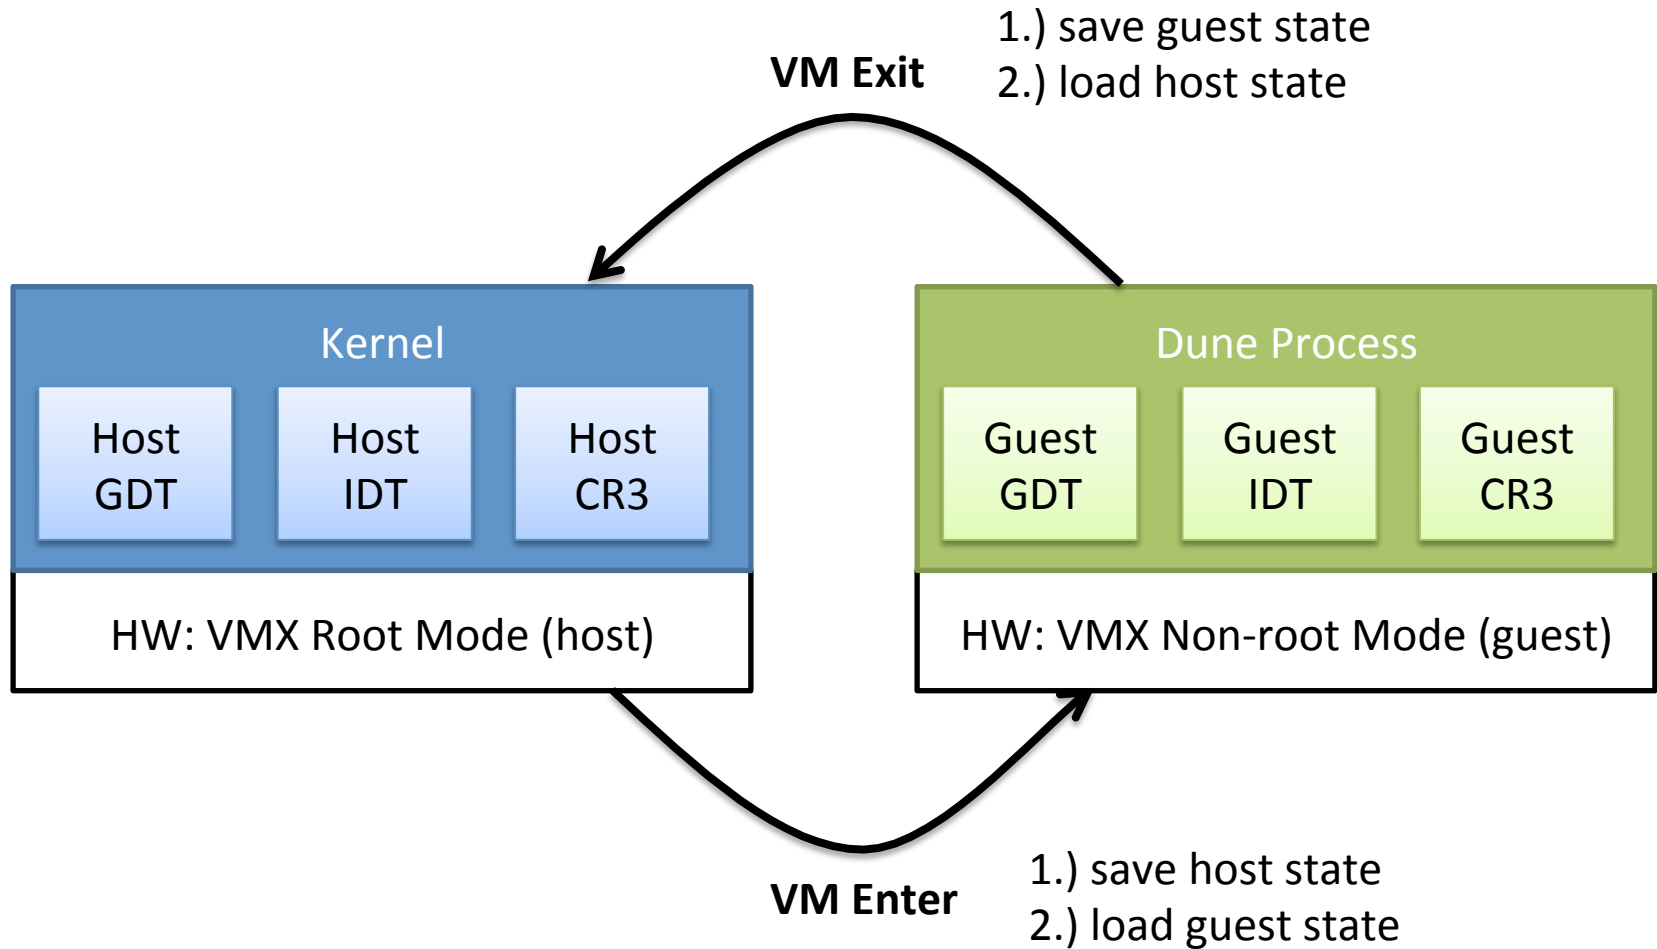 1.) save guest state
VM Exit
2.) load host state
Kernel
Host
GDT
Host
IDT
Host
CR3
HW: VMX Root Mode (host)
Dune Process
Guest
GDT
Guest
IDT
Guest
CR3
HW: VMX Non-root Mode (guest)
VM Enter
1.) save host state
2.) load guest state